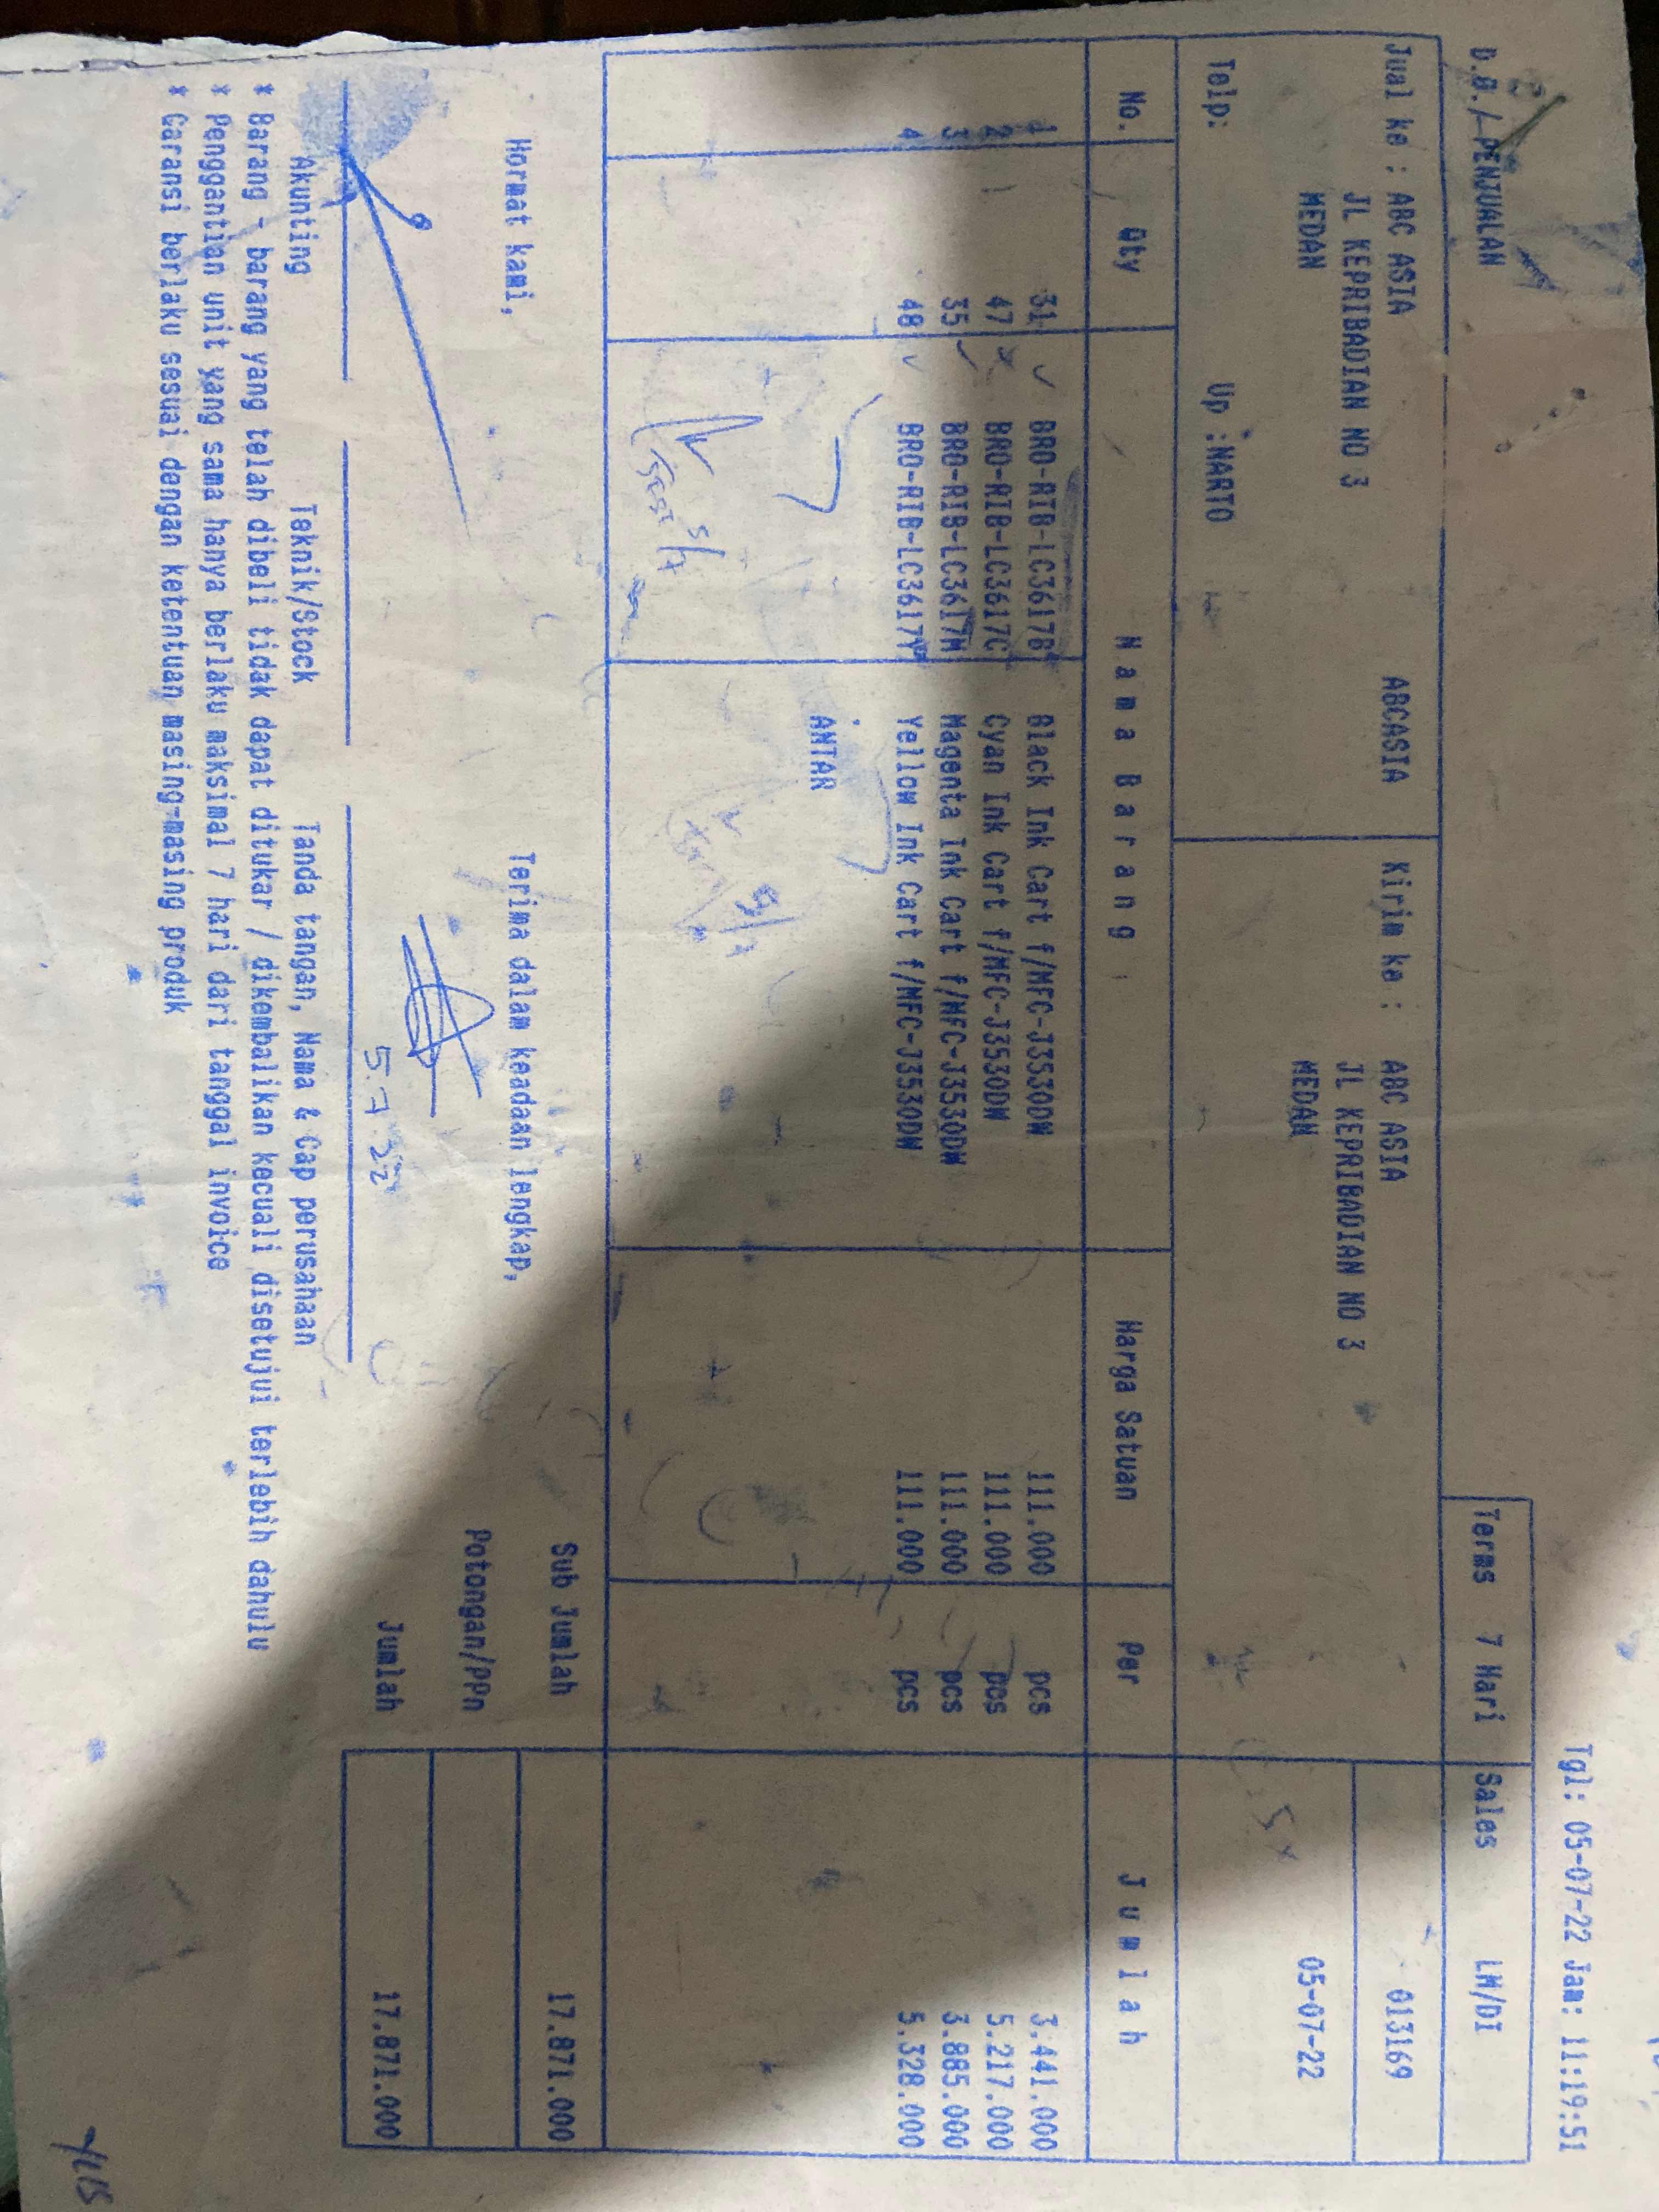 Tgl: 05-07-22 Jam: 11:19:51
D.O./ PENJUALAN
Terms 7 Hari Sales LM/DI
Jual ke : ABC ASIA ABCASIA Kirim ke : ABC ASIA 013169
JL KEPRIBADIAN NO 3 JL KEPRIBADIAN NO 3
MEDAN MEDAN 05-07-22
Telp: Up :NARTO
No. Qty Nama Barang Harga Satuan Per Jumlah
1 31 BRO-RIB-LC3617B Black Ink Cart f/MFC-J3530DW 111.000 pcs 3.441.000
2 47 BRO-RIB-LC3617C Cyan Ink Cart f/MFC-J3530DW 111.000 pcs 5.217.000
3 35 BRO-RIB-LC3617M Magenta Ink Cart f/MFC-J3530DW 111.000 pcs 3.885.000
4 48 BRO-RIB-LC3617Y Yellow Ink Cart f/MFC-J3530DW 111.000 pcs 5.328.000
ANTAR
5/7
Sub Jumlah 17.871.000
Hormat kami, Terima dalam keadaan lengkap,
Potongan/PPn
5.7.22
Jumlah 17.871.000
Akunting Teknik/Stock Tanda tangan, Nama & Cap perusahaan
* Barang - barang yang telah dibeli tidak dapat ditukar / dikembalikan kecuali disetujui terlebih dahulu
* Penggantian unit yang sama hanya berlaku maksimal 7 hari dari tanggal invoice
* Garansi berlaku sesuai dengan ketentuan masing-masing produk